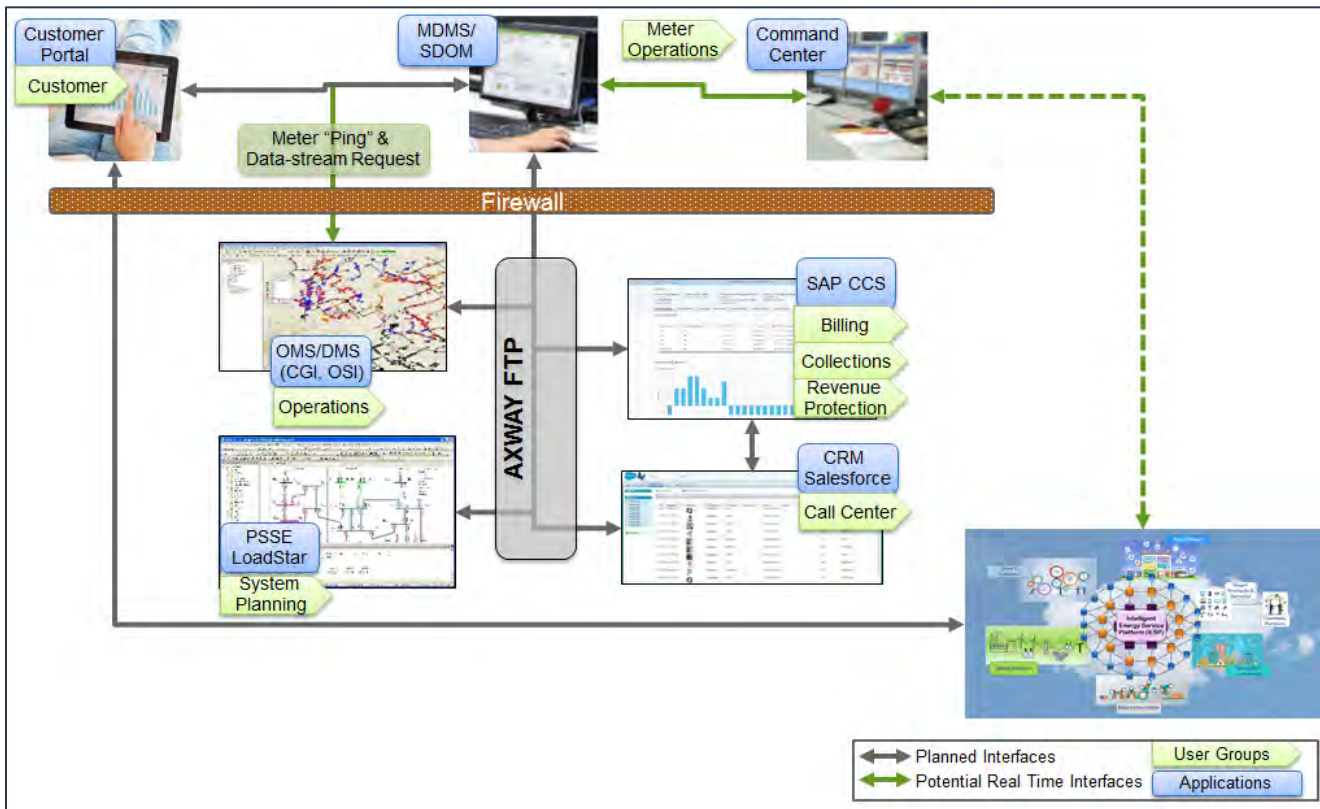 Customer
Portal
Customer
MDMS/
SDOM
Meter
Operations
Command
Center
Meter “Ping” &
Data-stream Request
Firewall
AXWAY FTP
OMS/DMS
(CGI, OSI)
Operations
SAP CCS
Billing
Collections
Revenue
Protection
PSSE
LoadStar
System
Planning
CRM
Salesforce
Call Center
Intelligent
Energy Service
Platform (IESP)
Planned Interfaces
User Groups
Potential Real Time Interfaces
Applications